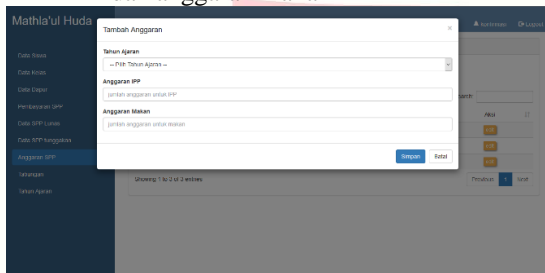 Mathla'ul Huda
Tambah Anggaran
×
Logout
Tahun Ajaran
-- Pilih Tahun Ajaran --
Anggaran IPP
jumlah anggaran untuk IPP
Anggaran Makan
jumlah anggaran untuk makan
Simpan Batal
Data Siswa
Data Kelas
Data Dapur
Pembayaran SPP
Data SPP Lunas
Data SPP tunggakan
Anggaran SPP
Tabungan
Tahun Ajaran
Aksi
Showing 1 to 3 of 3 entries
Previous 1 Next